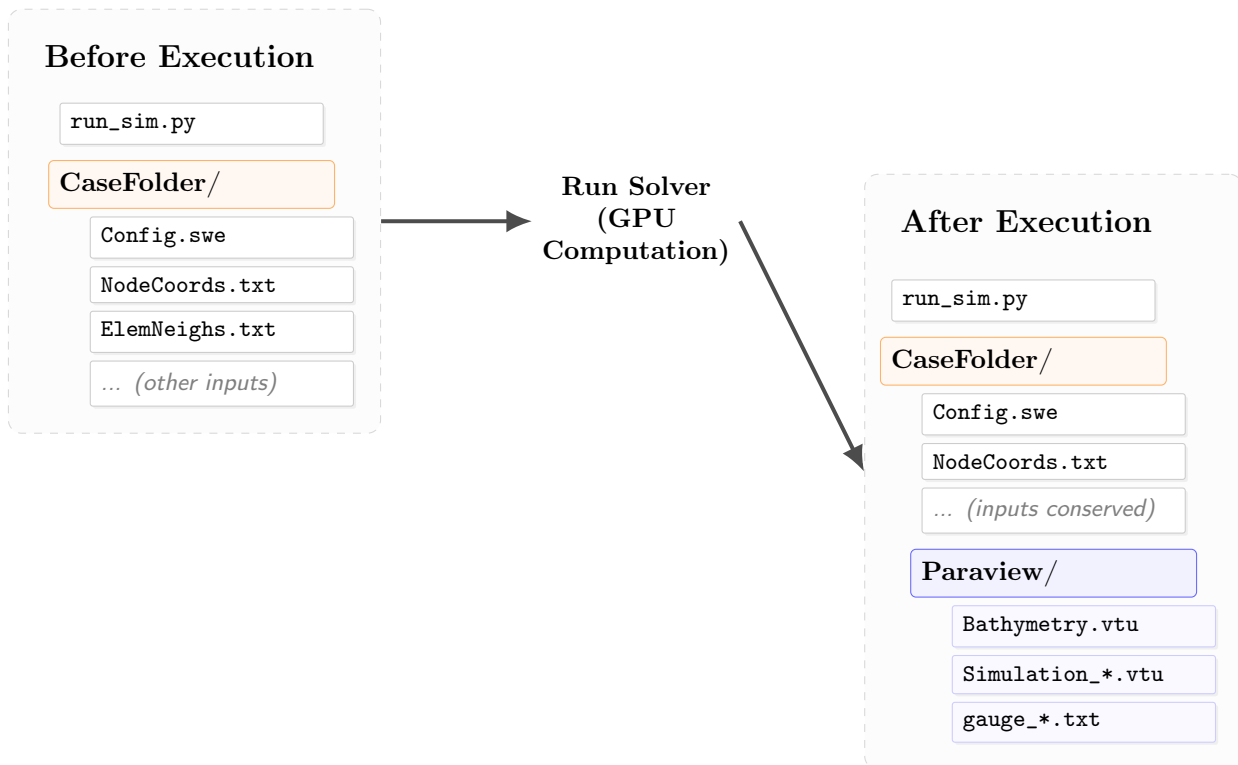 Before Execution
run_sim.py
CaseFolder/
Config.swe
NodeCoords.txt
ElemNeighs.txt
... (other inputs)
Run Solver
(GPU
Computation)
After Execution
run_sim.py
CaseFolder/
Config.swe
NodeCoords.txt
... (inputs conserved)
Paraview/
Bathymetry.vtu
Simulation_*.vtu
gauge_*.txt